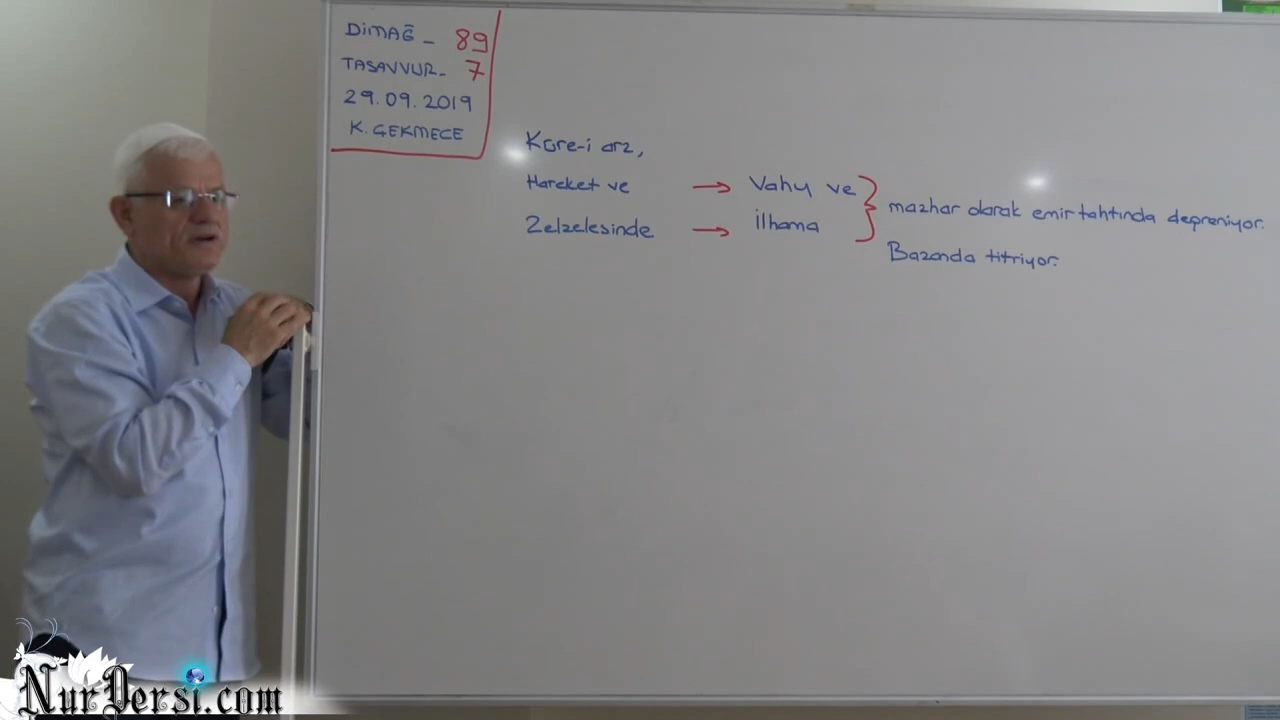 DİMAĞ - 89
TASAVVUR - 7
29.09.2019
K. ÇEKMECE
Küre-i arz,
Hareket ve → Vahy ve
Zelzelesinde → İlhama
mazhar olarak emir tahtında depreniyor.
Bazanda titriyor.
NurDersi.com